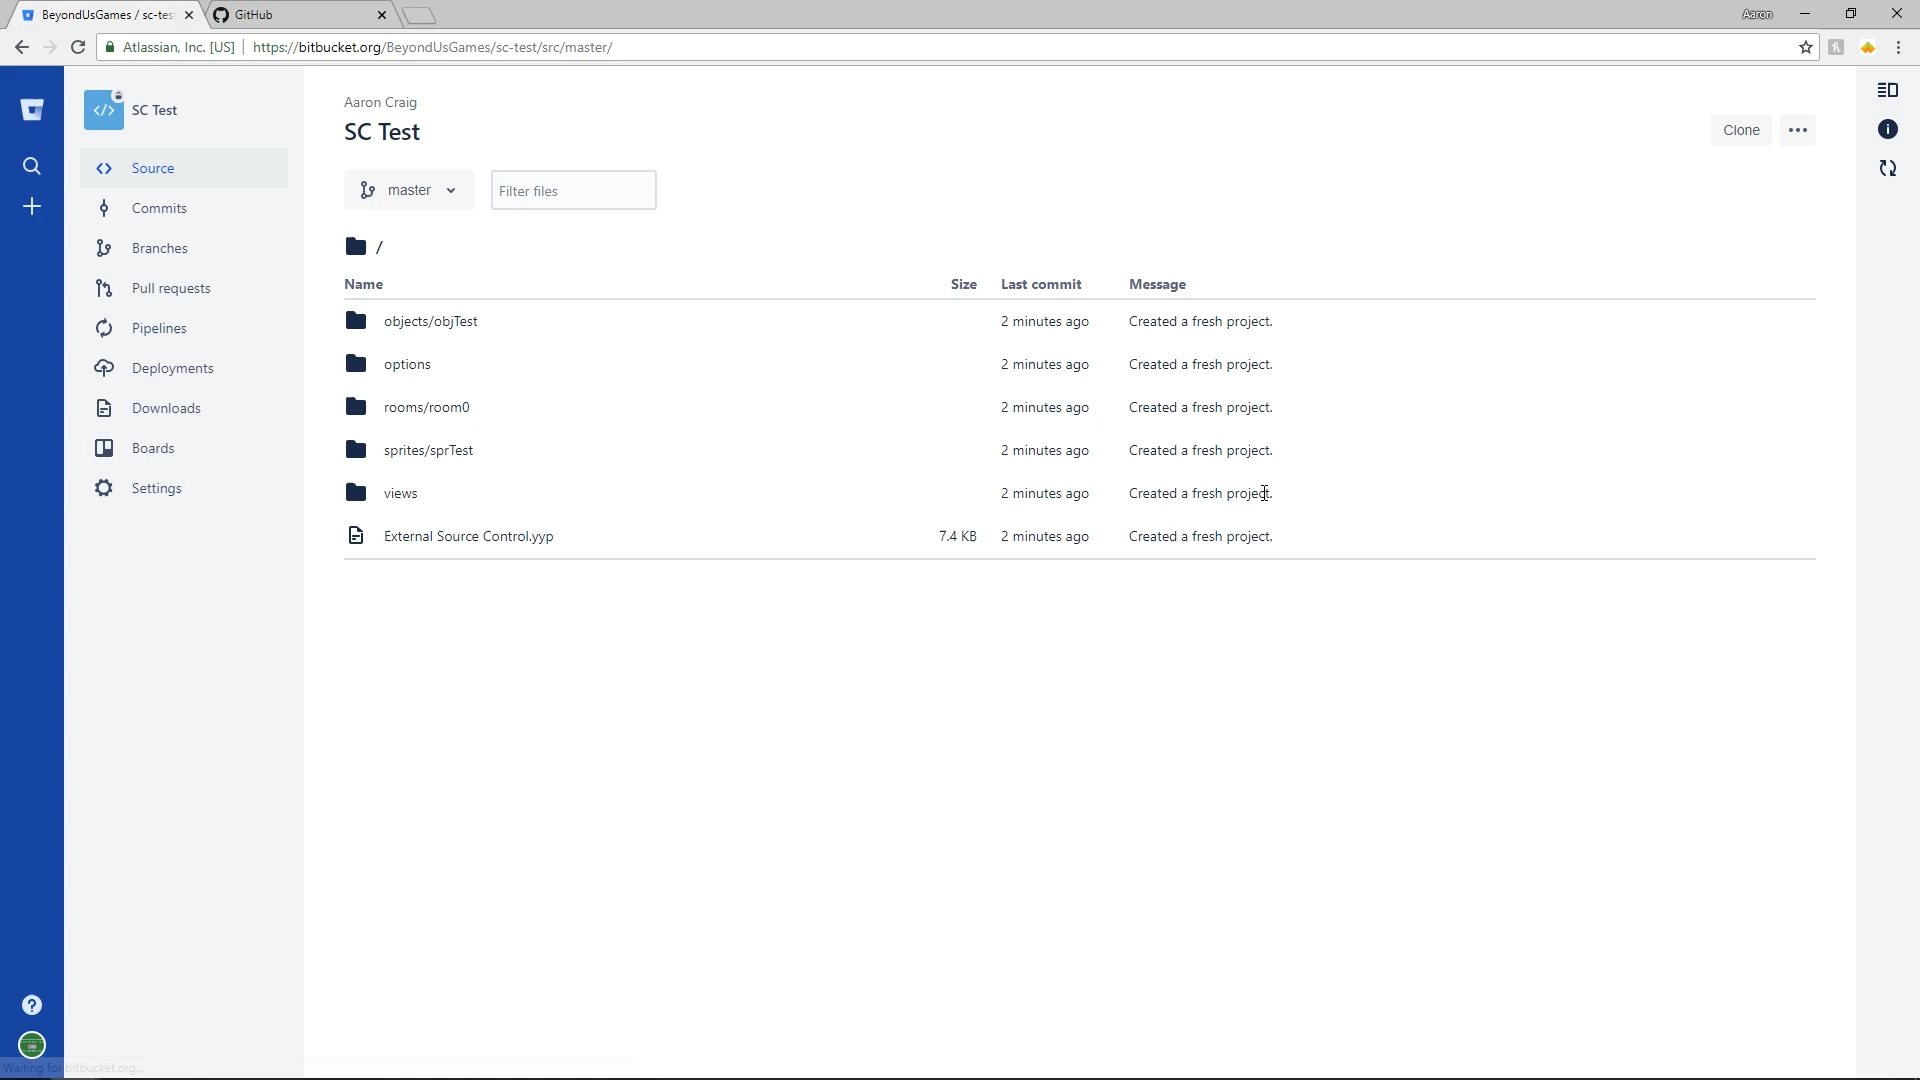 BeyondUsGames / sc-tes
GitHub
Aaron
Atlassian, Inc. [US]
https://bitbucket.org/BeyondUsGames/sc-test/src/master/
SC Test
Source
Commits
Branches
Pull requests
Pipelines
Deployments
Downloads
Boards
Settings
Aaron Craig
SC Test
Clone
master
Filter files
/
Name Size Last commit Message
objects/objTest 2 minutes ago Created a fresh project.
options 2 minutes ago Created a fresh project.
rooms/room0 2 minutes ago Created a fresh project.
sprites/sprTest 2 minutes ago Created a fresh project.
views 2 minutes ago Created a fresh project.
External Source Control.yyp 7.4 KB 2 minutes ago Created a fresh project.
Waiting for bitbucket.org...